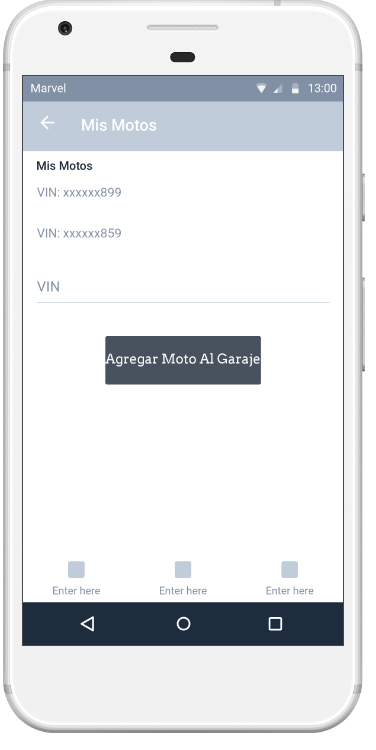 Marvel 13:00
Mis Motos
Mis Motos
VIN: xxxxxx899
VIN: xxxxxx859
VIN
Agregar Moto Al Garaje
Enter here Enter here Enter here